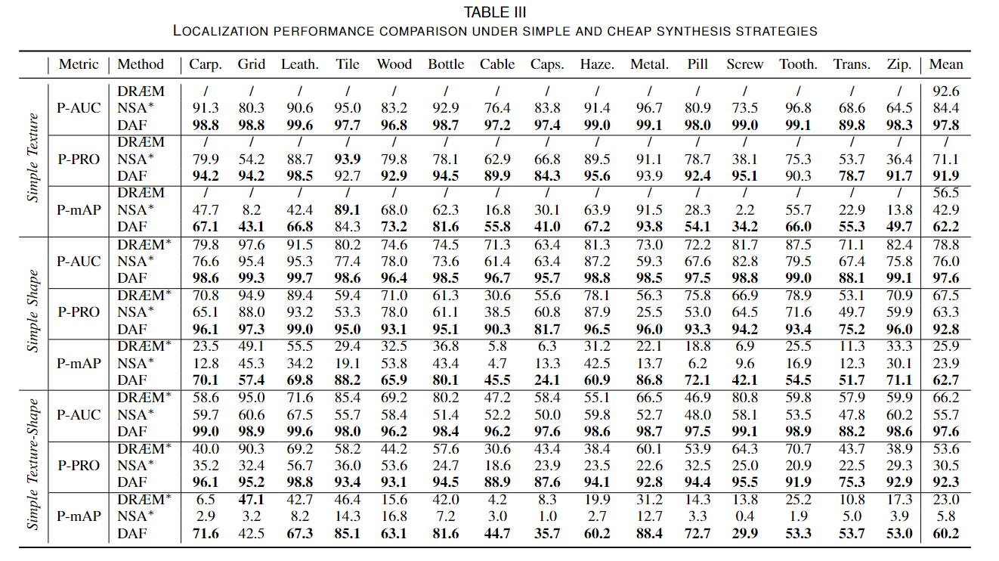 TABLE III
LOCALIZATION PERFORMANCE COMPARISON UNDER SIMPLE AND CHEAP SYNTHESIS STRATEGIES
Metric Method Carp. Grid Leath. Tile Wood Bottle Cable Caps. Haze. Metal. Pill Screw Tooth. Trans. Zip. Mean
Simple Texture
P-AUC
DRÆM / / / / / / / / / / / / / / / 92.6
NSA* 91.3 80.3 90.6 95.0 83.2 92.9 76.4 83.8 91.4 96.7 80.9 73.5 96.8 68.6 64.5 84.4
DAF 98.8 98.8 99.6 97.7 96.8 98.7 97.2 97.4 99.0 99.1 98.0 99.0 99.1 89.8 98.3 97.8
P-PRO
DRÆM / / / / / / / / / / / / / / / /
NSA* 79.9 54.2 88.7 93.9 79.8 78.1 62.9 66.8 89.5 91.1 78.7 38.1 75.3 53.7 36.4 71.1
DAF 94.2 94.2 98.5 92.7 92.9 94.5 89.9 84.3 95.6 93.9 92.4 95.1 90.3 78.7 91.7 91.9
P-mAP
DRÆM / / / / / / / / / / / / / / / 56.5
NSA* 47.7 8.2 42.4 89.1 68.0 62.3 16.8 30.1 63.9 91.5 28.3 2.2 55.7 22.9 13.8 42.9
DAF 67.1 43.1 66.8 84.3 73.2 81.6 55.8 41.0 67.2 93.8 54.1 34.2 66.0 55.3 49.7 62.2
Simple Shape
P-AUC
DRÆM* 79.8 97.6 91.5 80.2 74.6 74.5 71.3 63.4 81.3 73.0 72.2 81.7 87.5 71.1 82.4 78.8
NSA* 76.6 95.4 95.3 77.4 78.0 73.6 61.4 63.4 87.2 59.3 67.6 82.8 79.5 67.4 75.8 76.0
DAF 98.6 99.3 99.7 98.6 96.4 98.5 96.7 95.7 98.8 98.5 97.5 98.8 99.0 88.1 99.1 97.6
P-PRO
DRÆM* 70.8 94.9 89.4 59.4 71.0 61.3 30.6 55.6 78.1 56.3 75.8 66.9 78.9 53.1 70.9 67.5
NSA* 65.1 88.0 93.2 53.3 78.0 61.1 38.5 60.8 87.9 25.5 53.0 64.5 71.6 49.7 59.9 63.3
DAF 96.1 97.3 99.0 95.0 93.1 95.1 90.3 81.7 96.5 96.0 93.3 94.2 93.4 75.2 96.0 92.8
P-mAP
DRÆM* 23.5 49.1 55.5 29.4 32.5 36.8 5.8 6.3 31.2 22.1 18.8 6.9 25.5 11.3 33.3 25.9
NSA* 12.8 45.3 34.2 19.1 53.8 43.4 4.7 13.3 42.5 13.7 6.2 9.6 16.9 12.3 30.1 23.9
DAF 70.1 57.4 69.8 88.2 65.9 80.1 45.5 24.1 60.9 86.8 72.1 42.1 54.5 51.7 71.1 62.7
Simple Texture-Shape
P-AUC
DRÆM* 58.6 95.0 71.6 85.4 69.2 80.2 47.2 58.4 55.1 66.5 46.9 80.8 59.8 57.9 59.9 66.2
NSA* 59.7 60.6 67.5 55.7 58.4 51.4 52.2 50.0 59.8 52.7 48.0 58.1 53.5 47.8 60.2 55.7
DAF 99.0 98.9 99.6 98.0 96.2 98.4 96.2 97.6 98.6 98.7 97.5 99.1 98.9 88.2 98.6 97.6
P-PRO
DRÆM* 40.0 90.3 69.2 58.2 44.2 57.6 30.6 43.4 38.4 60.1 53.9 64.3 70.7 43.7 38.9 53.6
NSA* 35.2 32.4 56.7 36.0 53.6 24.7 18.6 23.9 23.5 22.6 32.5 25.0 20.9 22.5 29.3 30.5
DAF 96.1 95.2 98.8 93.4 93.1 94.5 88.9 87.6 94.1 92.8 94.4 95.5 91.9 75.3 92.9 92.3
P-mAP
DRÆM* 6.5 47.1 42.7 46.4 15.6 42.0 4.2 8.3 19.9 31.2 14.3 13.8 25.2 10.8 17.3 23.0
NSA* 2.9 3.2 8.2 14.3 16.8 7.2 3.0 1.0 2.7 12.7 3.3 0.4 1.9 5.0 3.9 5.8
DAF 71.6 42.5 67.3 85.1 63.1 81.6 44.7 35.7 60.2 88.4 72.7 29.9 53.3 53.7 53.0 60.2